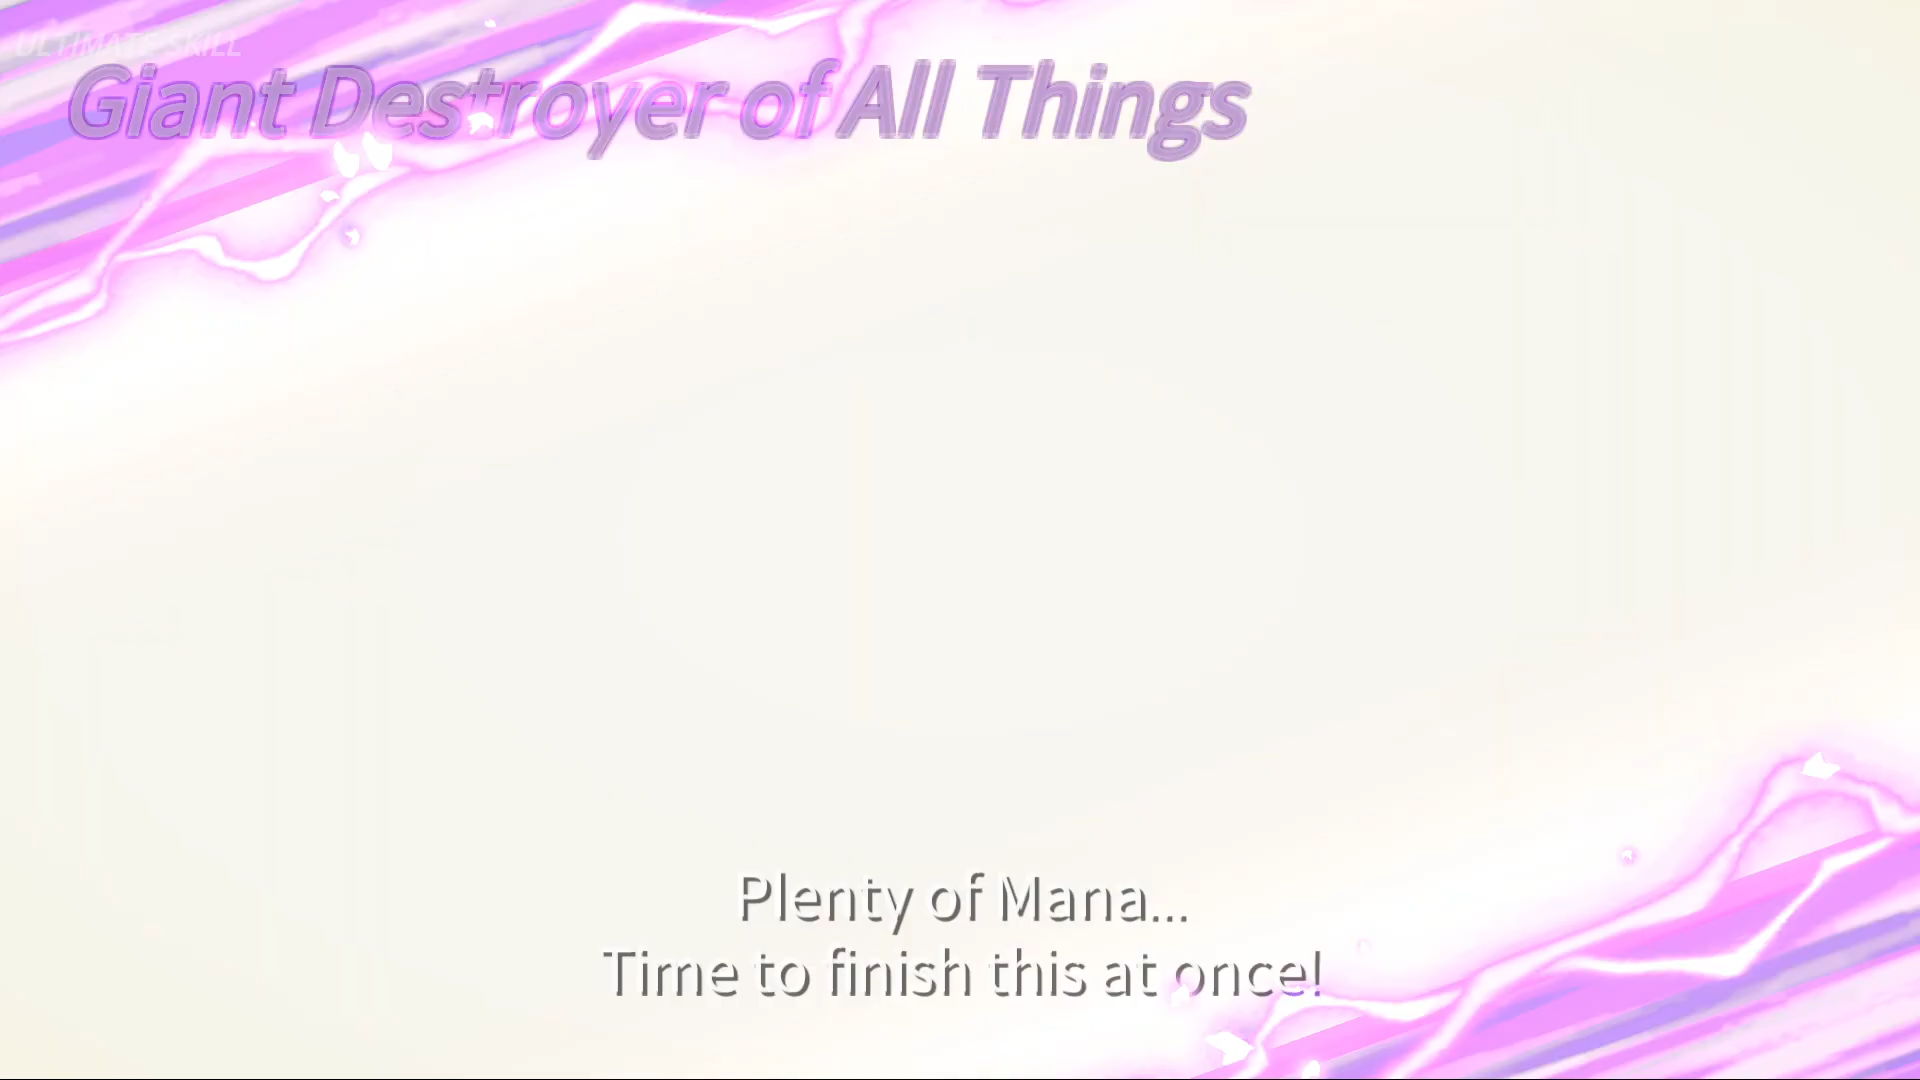 ULTIMATE SKILL
Giant Destroyer of All Things
Plenty of Mana...
Time to finish this at once!